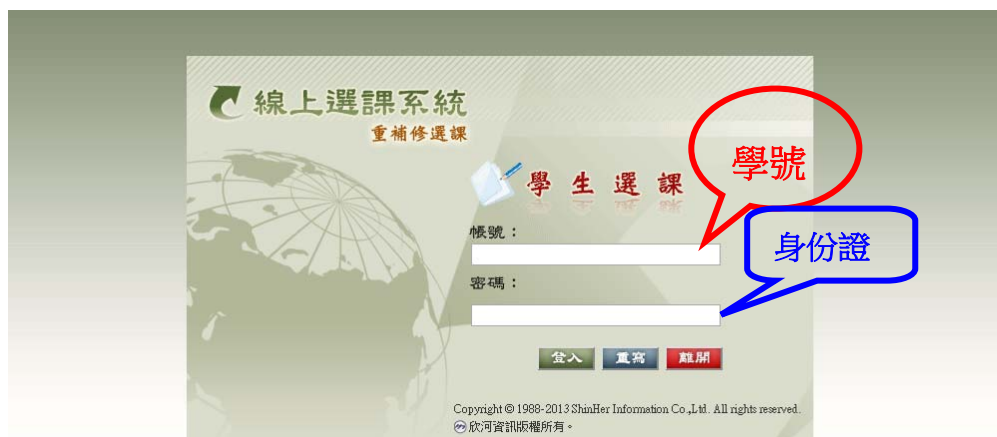 線上選課系統
重補修選課
學生選課
學號
帳號：
身份證
密碼：
登入 重寫 離開
Copyright © 1988-2013 ShinHer Information Co.,Ltd. All rights reserved.
欣河資訊版權所有。